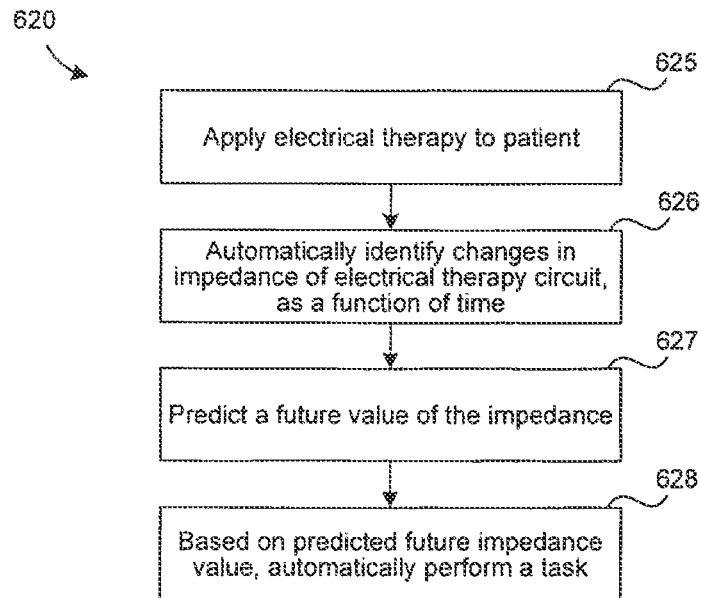 620
625
Apply electrical therapy to patient
626
Automatically identify changes in
impedance of electrical therapy circuit,
as a function of time
627
Predict a future value of the impedance
628
Based on predicted future impedance
value, automatically perform a task